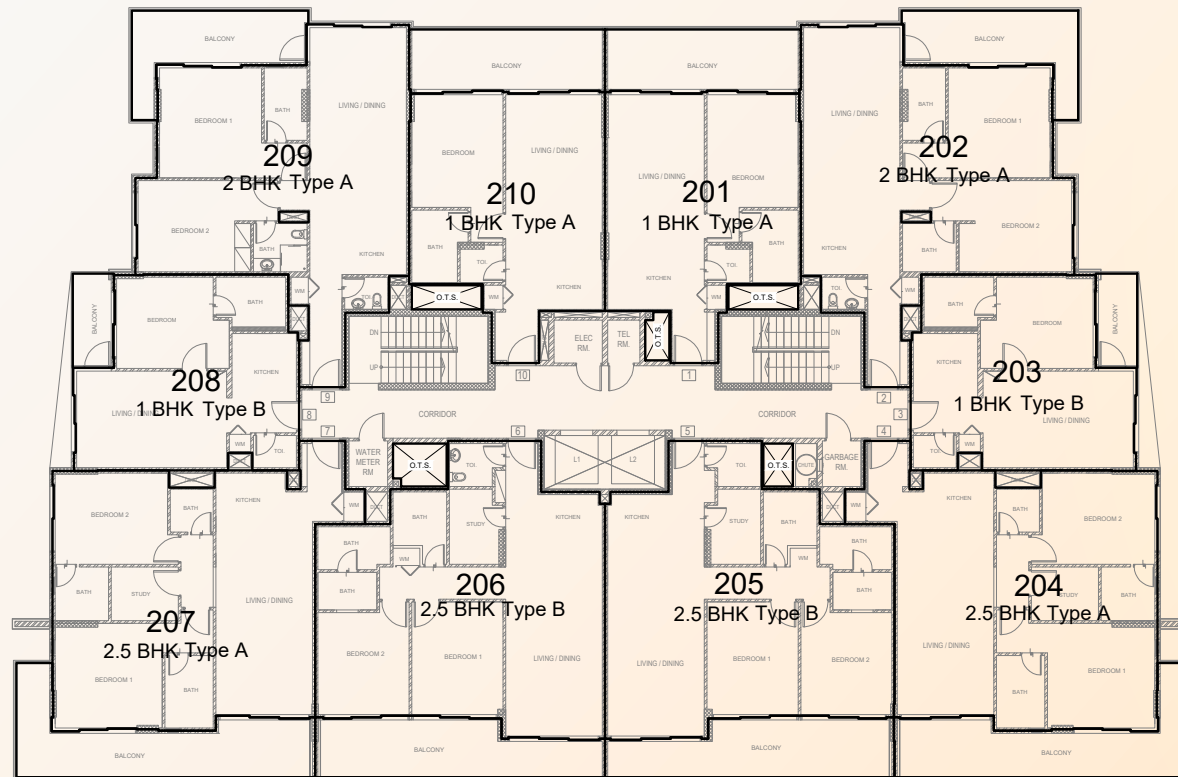 BALCONY
BALCONY
BALCONY
BALCONY
BATH
LIVING / DINING
BEDROOM 1
209
2 BHK Type A
BEDROOM 2
BATH
KITCHEN
WM
TOI.
DUCT
BEDROOM
LIVING / DINING
210
1 BHK Type A
BATH
TOI.
KITCHEN
WM
O.T.S.
LIVING / DINING
BEDROOM
201
1 BHK Type A
BATH
TOI.
KITCHEN
WM
O.T.S.
LIVING / DINING
BATH
BEDROOM 1
202
2 BHK Type A
BEDROOM 2
BATH
KITCHEN
TOI.
BALCONY
BEDROOM
BATH
KITCHEN
208
1 BHK Type B
LIVING / DINING
WM
TOI.
DN
UP
ELEC
RM.
TEL
RM.
O.T.S.
DN
UP
BATH
BEDROOM
BALCONY
KITCHEN
203
1 BHK Type B
LIVING / DINING
TOI.
WM
10
1
9
2
8
3
7
6
5
4
CORRIDOR
CORRIDOR
WATER
METER
RM
O.T.S.
TOI.
L1
L2
TOI.
O.T.S.
CHUTE
GARBAGE
RM.
KITCHEN
BEDROOM 2
BATH
BATH
STUDY
LIVING / DINING
207
2.5 BHK Type A
BEDROOM 1
BATH
BALCONY
WM
DUCT
BATH
STUDY
KITCHEN
BATH
WM
BATH
206
2.5 BHK Type B
BEDROOM 2
BEDROOM 1
LIVING / DINING
BALCONY
KITCHEN
STUDY
BATH
WM
BATH
BATH
205
2.5 BHK Type B
LIVING / DINING
BEDROOM 1
BEDROOM 2
BALCONY
DUCT
WM
KITCHEN
BATH
BEDROOM 2
204
STUDY
BATH
2.5 BHK Type A
LIVING / DINING
BEDROOM 1
BATH
BALCONY